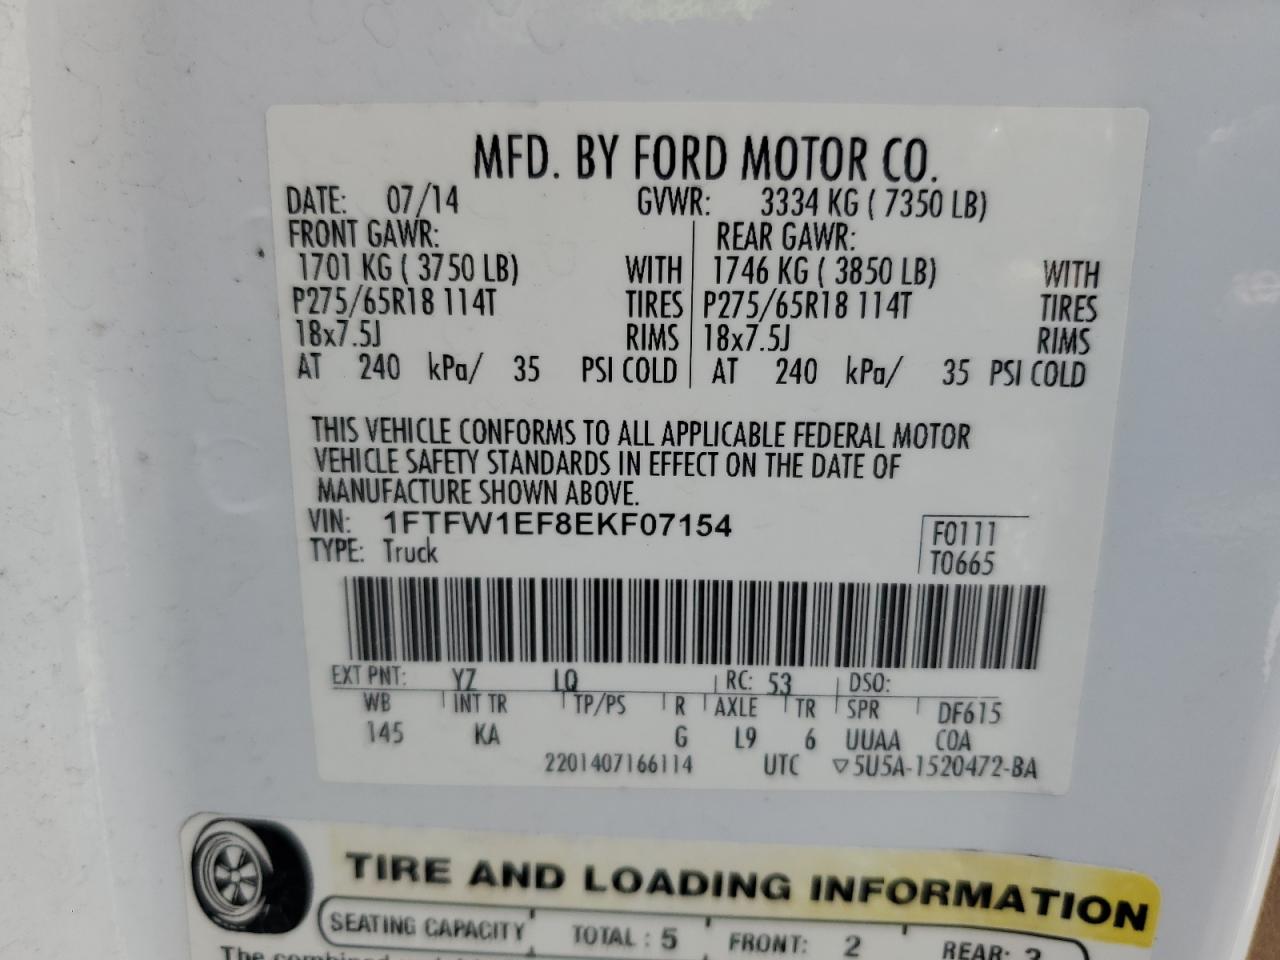 MFD. BY FORD MOTOR CO.
DATE: 07/14 GVWR: 3334 KG ( 7350 LB)
FRONT GAWR: REAR GAWR:
1701 KG ( 3750 LB) WITH 1746 KG ( 3850 LB) WITH
P275/65R18 114T TIRES P275/65R18 114T TIRES
18x7.5J RIMS 18x7.5J RIMS
AT 240 kPa/ 35 PSI COLD AT 240 kPa/ 35 PSI COLD
THIS VEHICLE CONFORMS TO ALL APPLICABLE FEDERAL MOTOR
VEHICLE SAFETY STANDARDS IN EFFECT ON THE DATE OF
MANUFACTURE SHOWN ABOVE.
VIN: 1FTFW1EF8EKF07154 F0111
TYPE: Truck T0665
EXT PNT: YZ LQ RC: 53 DSO:
WB INT TR TP/PS R AXLE TR SPR DF615
145 KA G L9 6 UUAA COA
2201407166114 UTC ▽5U5A-1520472-BA
TIRE AND LOADING INFORMATION
SEATING CAPACITY TOTAL : 5 FRONT: 2 REAR:
The